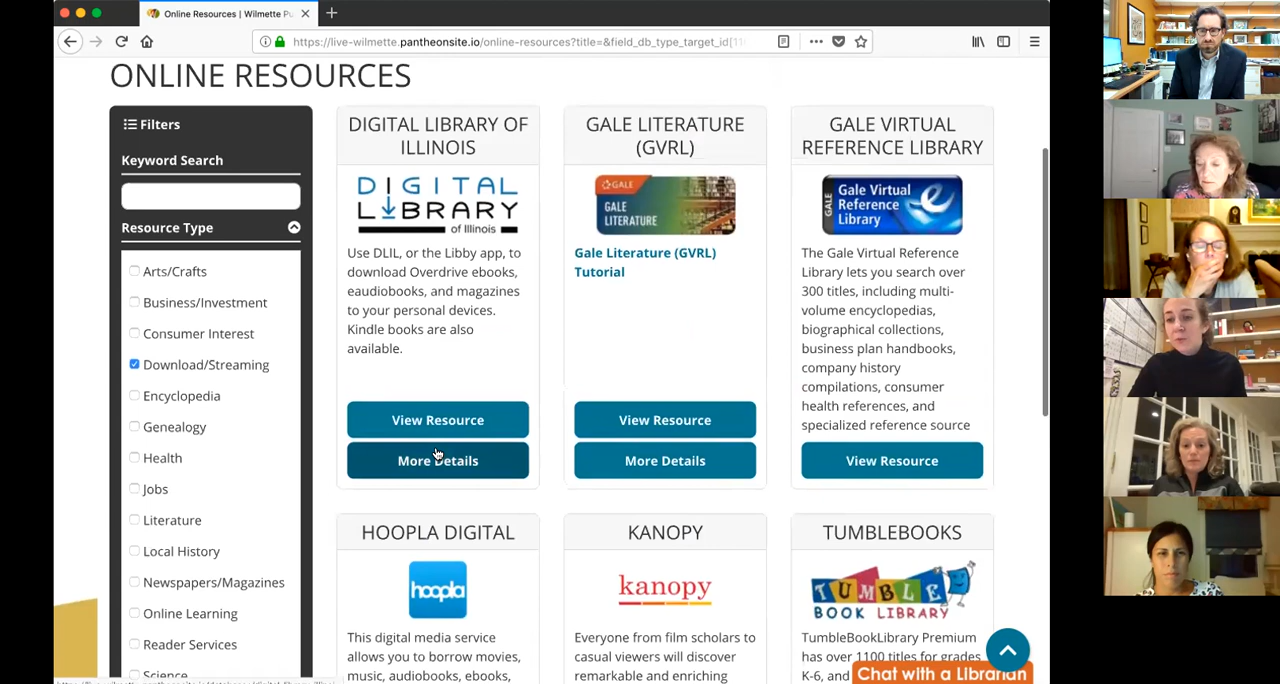 Online Resources | Wilmette Pu
https://live-wilmette.pantheonsite.io/online-resources?title=&field_db_type_target_id[11
ONLINE RESOURCES
Filters
Keyword Search
Resource Type
Arts/Crafts
Business/Investment
Consumer Interest
Download/Streaming
Encyclopedia
Genealogy
Health
Jobs
Literature
Local History
Newspapers/Magazines
Online Learning
Reader Services
Science
DIGITAL LIBRARY OF
ILLINOIS
DIGITAL
LIBRARY
of Illinois
Use DLIL, or the Libby app, to
download Overdrive ebooks,
eaudiobooks, and magazines
to your personal devices.
Kindle books are also
available.
View Resource
More Details
GALE LITERATURE
(GVRL)
GALE
GALE
LITERATURE
Gale Literature (GVRL)
Tutorial
View Resource
More Details
GALE VIRTUAL
REFERENCE LIBRARY
GALE
Gale Virtual
Reference
Library
The Gale Virtual Reference
Library lets you search over
300 titles, including multi-
volume encyclopedias,
biographical collections,
business plan handbooks,
company history
compilations, consumer
health references, and
specialized reference source
View Resource
HOOPLA DIGITAL
hoopla
This digital media service
allows you to borrow movies,
music, audiobooks, ebooks,
KANOPY
kanopy
Everyone from film scholars to
casual viewers will discover
remarkable and enriching
TUMBLEBOOKS
TUMBLE
BOOK LIBRARY
TumbleBookLibrary Premium
has over 1100 titles for grades
K-6, and
Chat with a Librarian